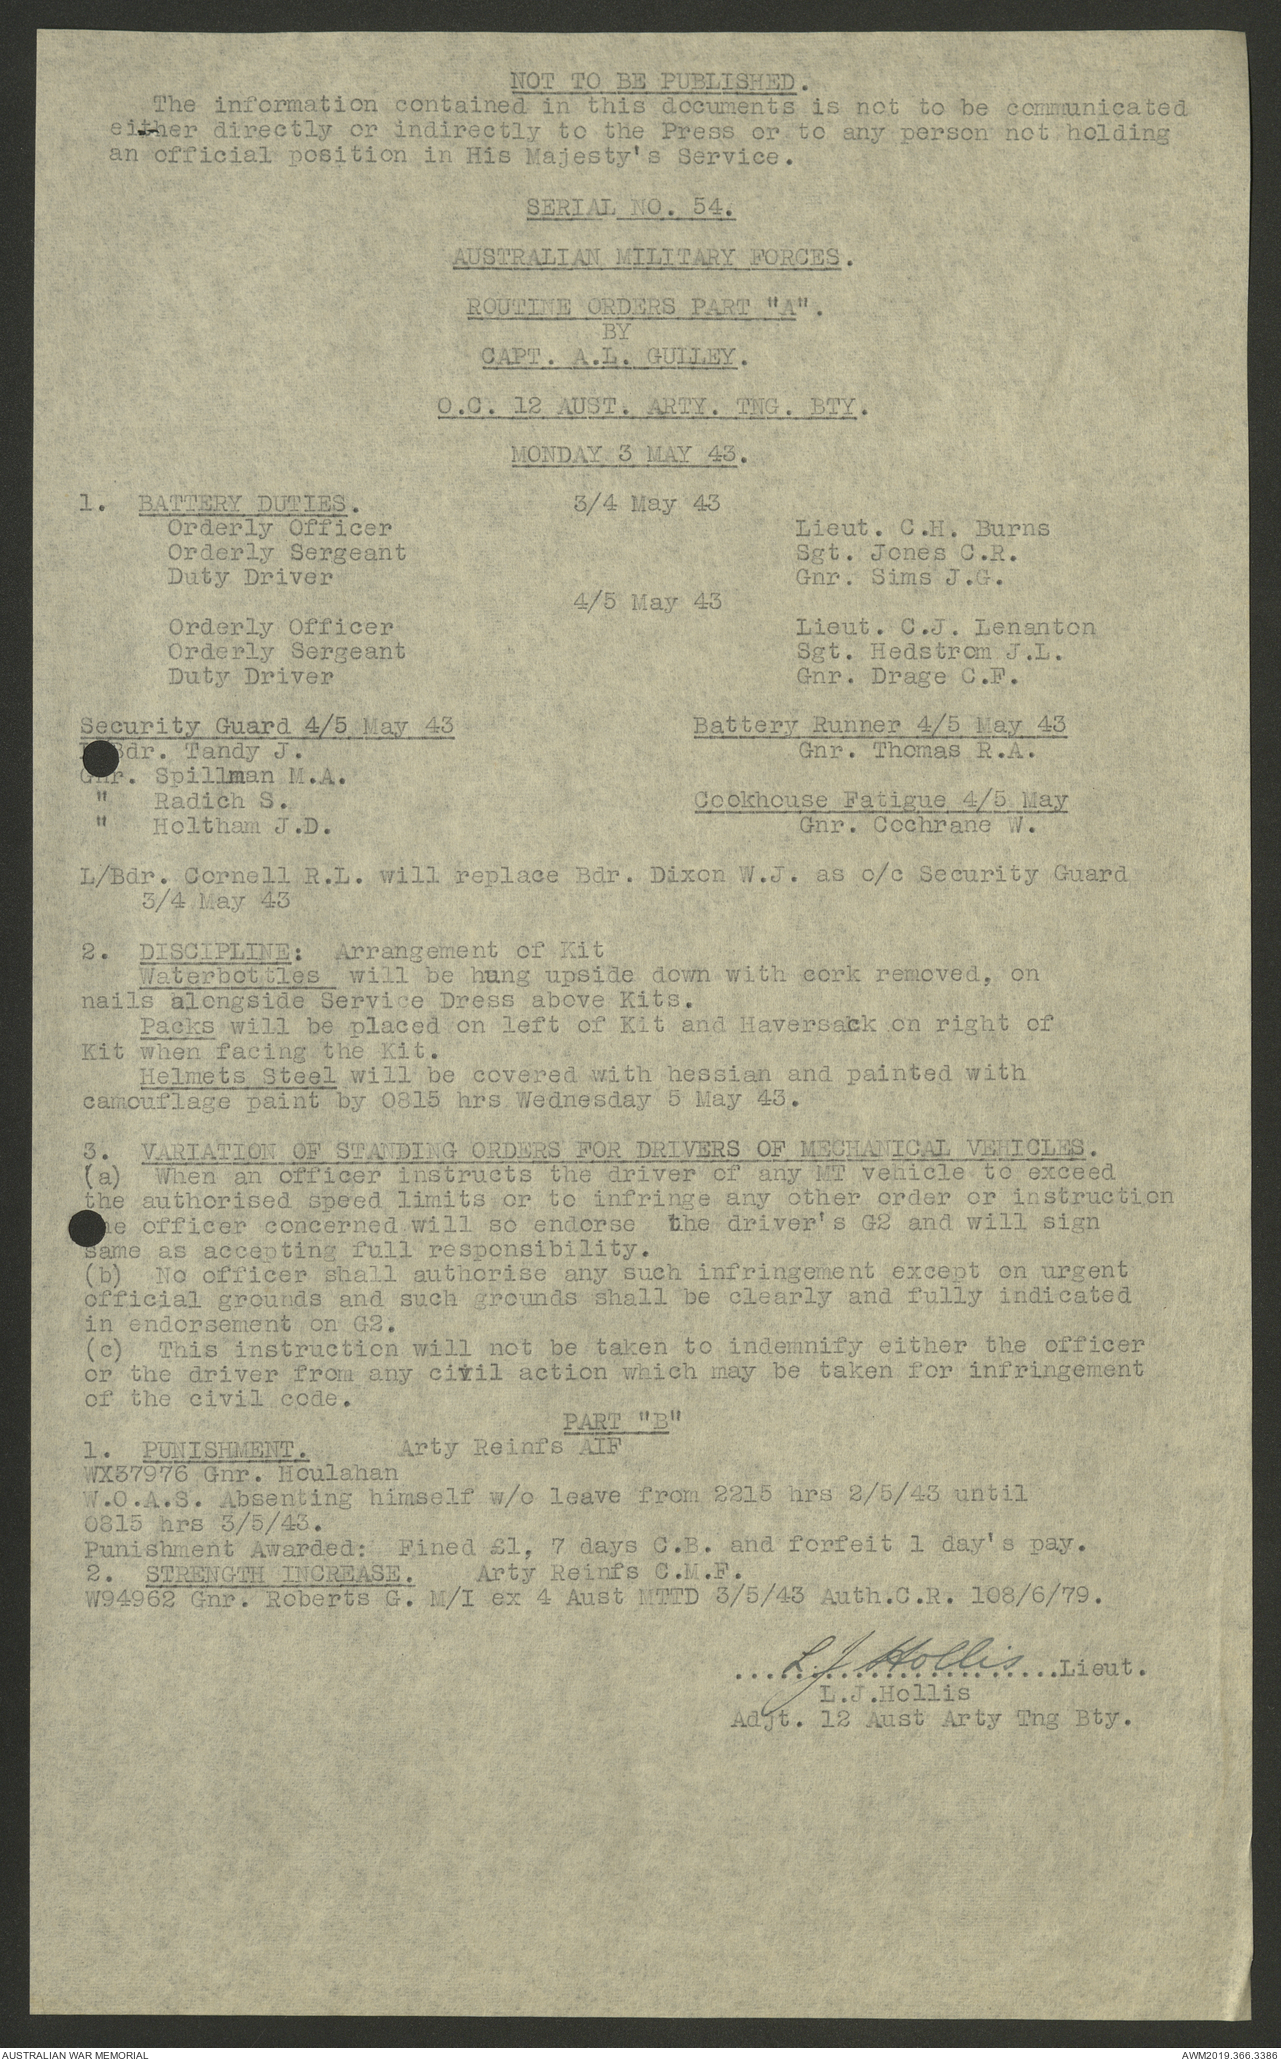 NOT TO BE PUBLISHED.
The information contained in this documents is not to be communicated
either directly or indirectly to the Press or to any person not holding
an official position in His Majesty's Service.
SERIAL NO. 54.
AUSTRALIAN MILITARY FORCES.
ROUTINE ORDERS PART "A".
BY
CAPT. A.L. GUILEY.
O.C. 12 AUST. ARTY. TNG. BTY.
MONDAY 3 MAY 43.
1. BATTERY DUTIES. 3/4 May 43
Orderly Officer Lieut. C.H. Burns
Orderly Sergeant Sgt. Jones C.R.
Duty Driver Gnr. Sims J.G.
4/5 May 43
Orderly Officer Lieut. C.J. Lenanton
Orderly Sergeant Sgt. Hedstrom J.L.
Duty Driver Gnr. Drage C.F.
Security Guard 4/5 May 43 Battery Runner 4/5 May 43
Bdr. Tandy J. Gnr. Thomas R.A.
Gnr. Spillman M.A.
" Radich S. Cookhouse Fatigue 4/5 May
" Holtham J.D. Gnr. Cochrane W.
L/Bdr. Cornell R.L. will replace Bdr. Dixon W.J. as o/c Security Guard
3/4 May 43
2. DISCIPLINE: Arrangement of Kit
Waterbottles will be hung upside down with cork removed, on
nails alongside Service Dress above Kits.
Packs will be placed on left of Kit and Haversack on right of
Kit when facing the Kit.
Helmets Steel will be covered with hessian and painted with
camouflage paint by 0815 hrs Wednesday 5 May 43.
3. VARIATION OF STANDING ORDERS FOR DRIVERS OF MECHANICAL VEHICLES.
(a) When an officer instructs the driver of any MT vehicle to exceed
the authorised speed limits or to infringe any other order or instruction
the officer concerned will so endorse the driver's G2 and will sign
same as accepting full responsibility.
(b) No officer shall authorise any such infringement except on urgent
official grounds and such grounds shall be clearly and fully indicated
in endorsement on G2.
(c) This instruction will not be taken to indemnify either the officer
or the driver from any civil action which may be taken for infringement
of the civil code.
PART "B"
1. PUNISHMENT. Arty Reinfs AIF
WX37976 Gnr. Houlahan
W.O.A.S. Absenting himself w/o leave from 2215 hrs 2/5/43 until
0815 hrs 3/5/43.
Punishment Awarded: Fined £1, 7 days C.B. and forfeit 1 day's pay.
2. STRENGTH INCREASE. Arty Reinfs C.M.F.
W94962 Gnr. Roberts G. M/I ex 4 Aust MTTD 3/5/43 Auth.C.R. 108/6/79.
L J Hollis
.......................Lieut.
L.J.Hollis
Adjt. 12 Aust Arty Tng Bty.
AUSTRALIAN WAR MEMORIAL AWM2019.366.3386